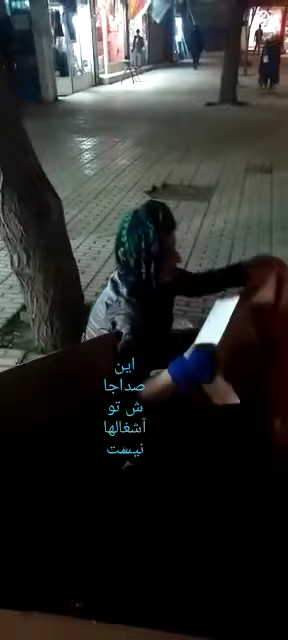 این
صداجا
ش تو
آشغالها
نیست